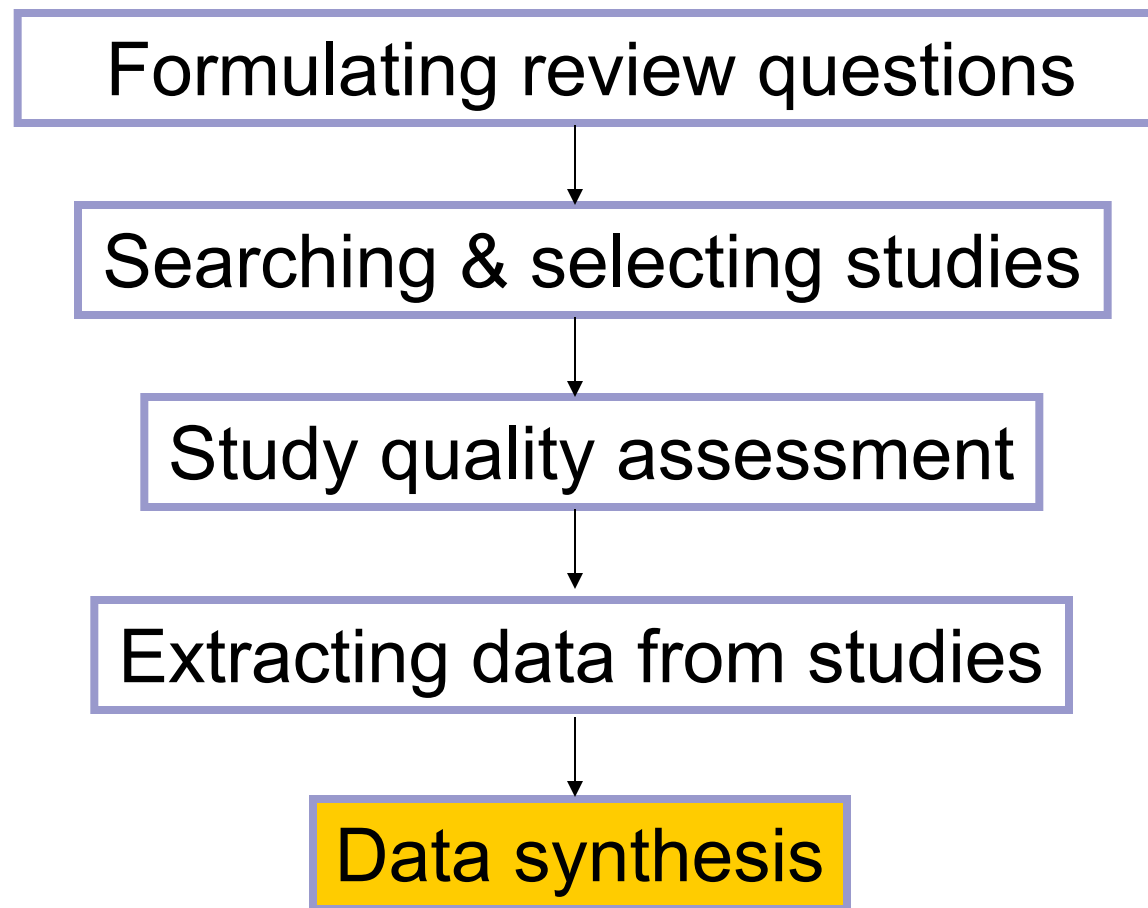 Formulating review questions
Searching & selecting studies
Study quality assessment
Extracting data from studies
Data synthesis